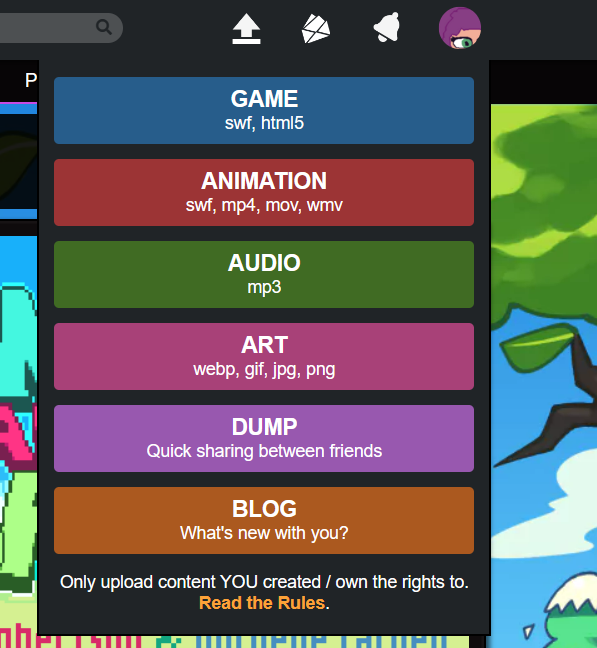 P
GAME
swf, html5
ANIMATION
swf, mp4, mov, wmv
AUDIO
mp3
ART
webp, gif, jpg, png
DUMP
Quick sharing between friends
BLOG
What's new with you?
Only upload content YOU created / own the rights to.
Read the Rules.